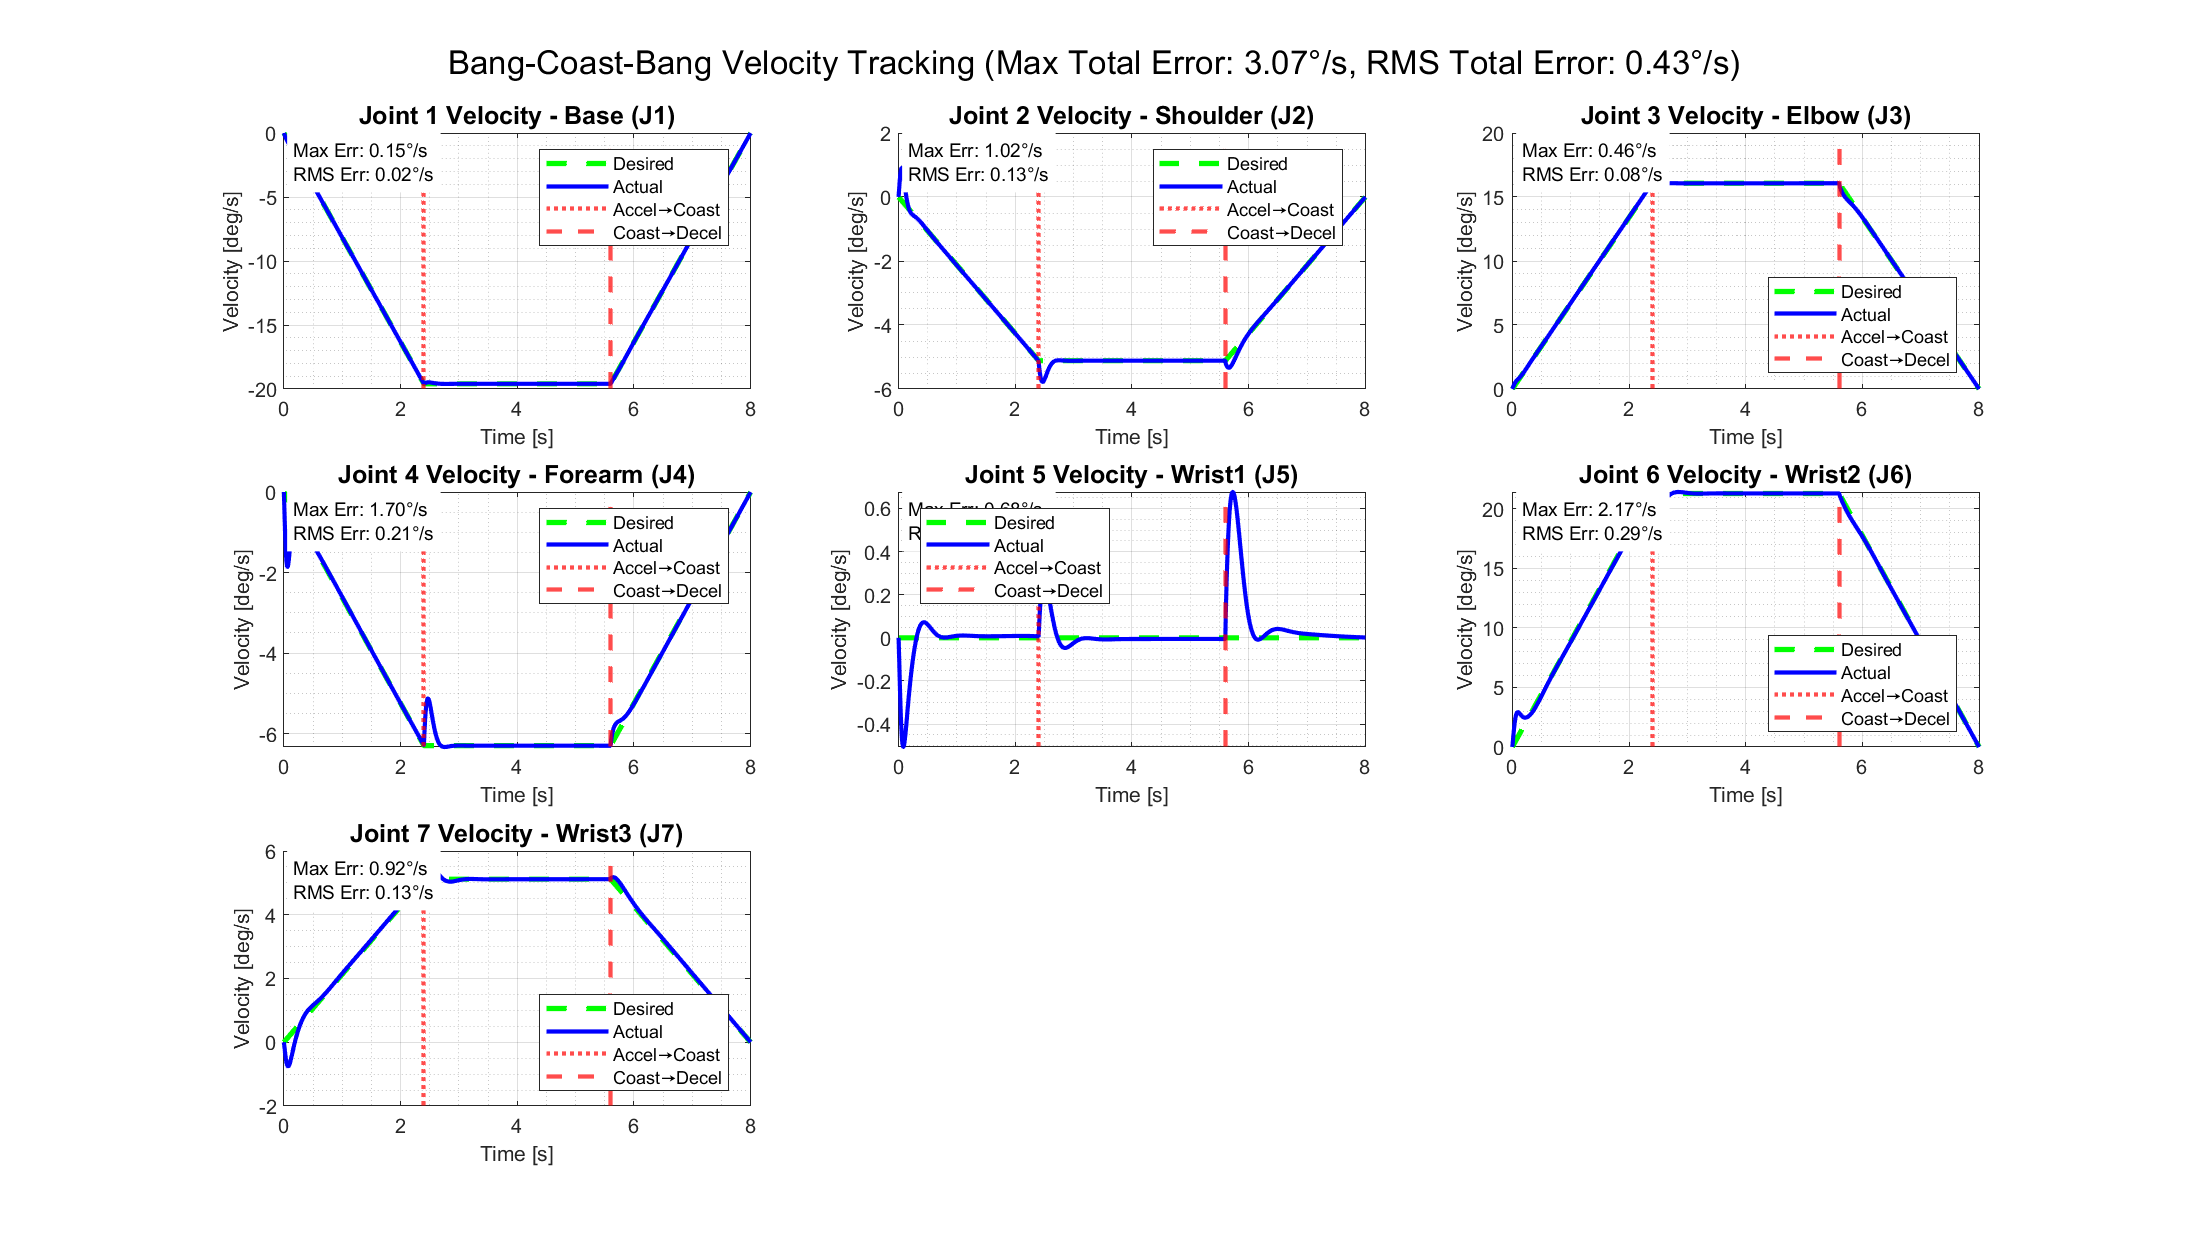 Bang-Coast-Bang Velocity Tracking (Max Total Error: 3.07°/s, RMS Total Error: 0.43°/s)
Joint 1 Velocity - Base (J1)
Max Err: 0.15°/s
RMS Err: 0.02°/s
Desired
Actual
Accel→Coast
Coast→Decel
Velocity [deg/s]
0
-5
-10
-15
-20
0 2 4 6 8
Time [s]
Joint 2 Velocity - Shoulder (J2)
Max Err: 1.02°/s
RMS Err: 0.13°/s
Desired
Actual
Accel→Coast
Coast→Decel
Velocity [deg/s]
2
0
-2
-4
-6
0 2 4 6 8
Time [s]
Joint 3 Velocity - Elbow (J3)
Max Err: 0.46°/s
RMS Err: 0.08°/s
Desired
Actual
Accel→Coast
Coast→Decel
Velocity [deg/s]
20
15
10
5
0
0 2 4 6 8
Time [s]
Joint 4 Velocity - Forearm (J4)
Max Err: 1.70°/s
RMS Err: 0.21°/s
Desired
Actual
Accel→Coast
Coast→Decel
Velocity [deg/s]
0
-2
-4
-6
0 2 4 6 8
Time [s]
Joint 5 Velocity - Wrist1 (J5)
Desired
Actual
Accel→Coast
Coast→Decel
Velocity [deg/s]
0.6
0.4
0.2
0
-0.2
-0.4
0 2 4 6 8
Time [s]
Joint 6 Velocity - Wrist2 (J6)
Max Err: 2.17°/s
RMS Err: 0.29°/s
Desired
Actual
Accel→Coast
Coast→Decel
Velocity [deg/s]
20
15
10
5
0
0 2 4 6 8
Time [s]
Joint 7 Velocity - Wrist3 (J7)
Max Err: 0.92°/s
RMS Err: 0.13°/s
Desired
Actual
Accel→Coast
Coast→Decel
Velocity [deg/s]
6
4
2
0
-2
0 2 4 6 8
Time [s]